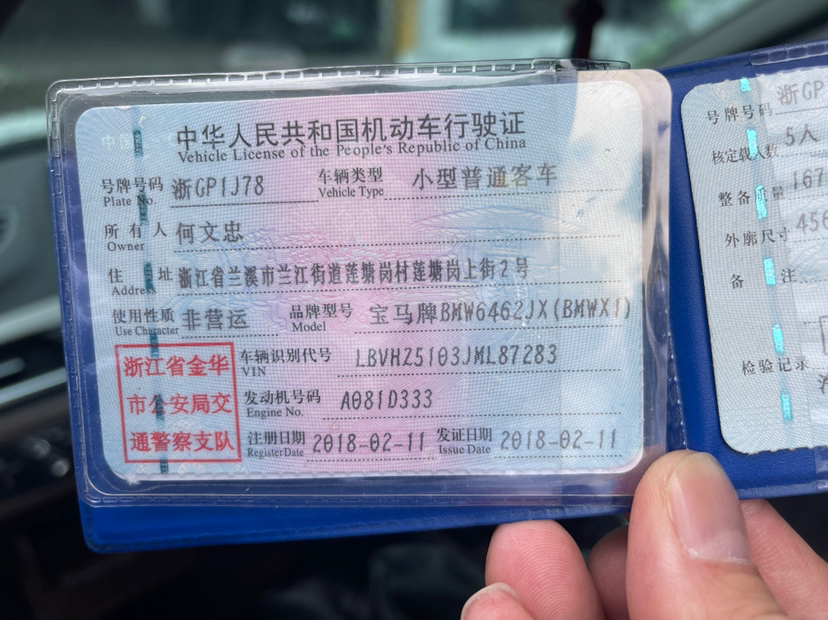 中华人民共和国机动车行驶证
Vehicle License of the People's Republic of China
号牌号码 浙GP1J78 车辆类型 小型普通客车
Plate No. Vehicle Type
所有人 何文忠
Owner
住址 浙江省兰溪市兰江街道莲塘岗村莲塘岗上街2号
Address
使用性质 非营运 品牌型号 宝马牌BMW6462JX(BMWX1)
Use Character Model
浙江省金华
市公安局交
通警察支队
车辆识别代号 LBVHZ5103JML87283
VIN
发动机号码 A081D333
Engine No.
注册日期 2018-02-11 发证日期 2018-02-11
Register Date Issue Date
号牌号码 浙GP
核定载人数 5人
整备质量 167
外廓尺寸 456
备注
检验记录